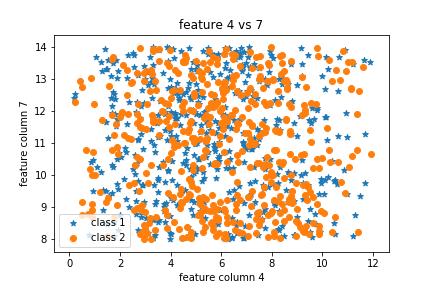 feature 4 vs 7
14
13
12
11
10
9
8
feature column 7
class 1
class 2
0 2 4 6 8 10 12
feature column 4